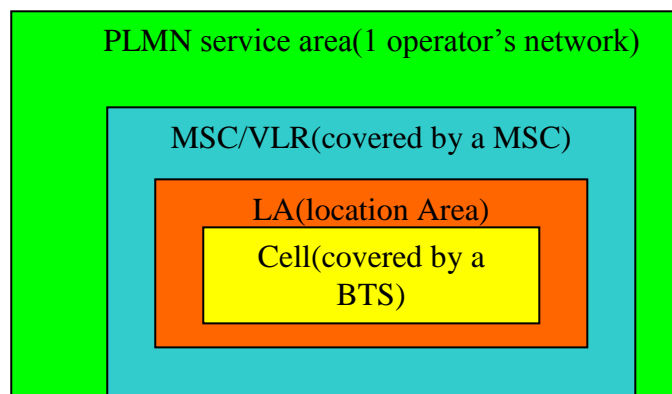 PLMN service area(1 operator’s network)
MSC/VLR(covered by a MSC)
LA(location Area)
Cell(covered by a
BTS)